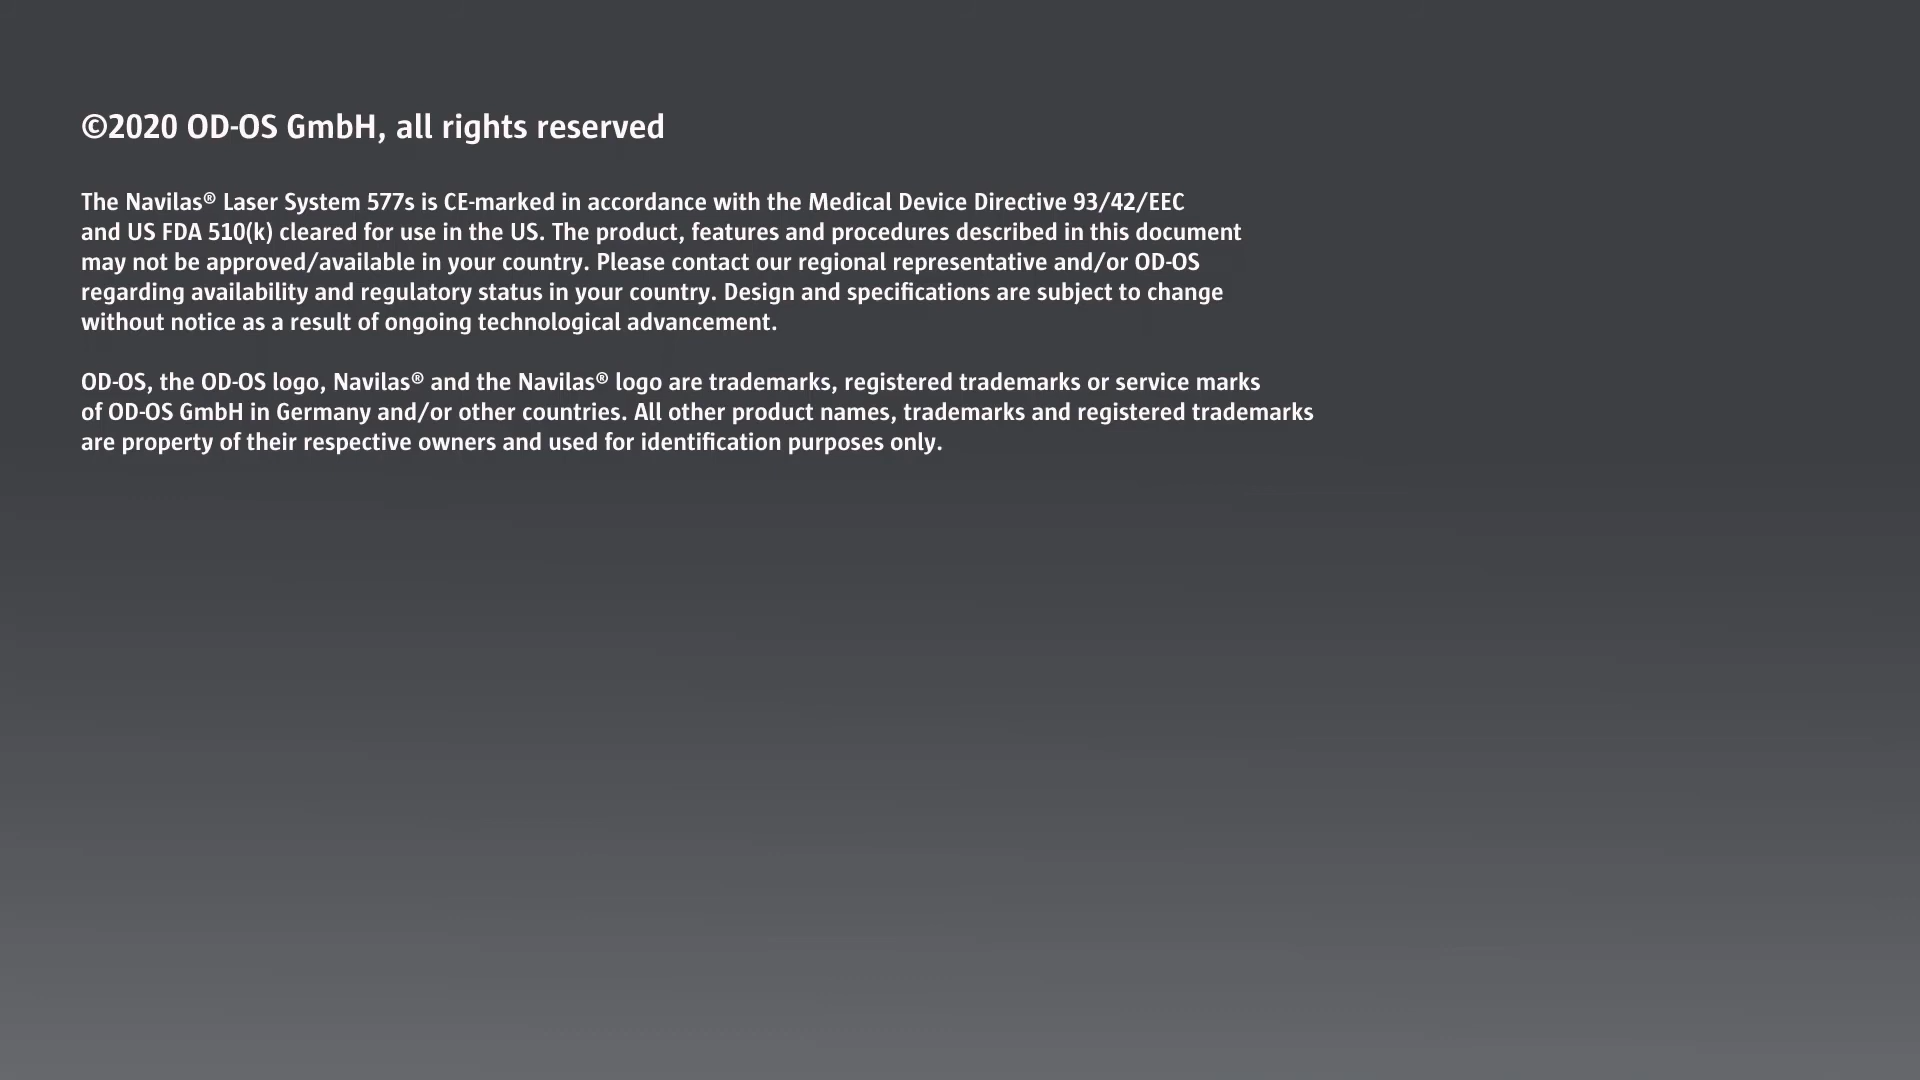 ©2020 OD-OS GmbH, all rights reserved
The Navilas® Laser System 577s is CE-marked in accordance with the Medical Device Directive 93/42/EEC
and US FDA 510(k) cleared for use in the US. The product, features and procedures described in this document
may not be approved/available in your country. Please contact our regional representative and/or OD-OS
regarding availability and regulatory status in your country. Design and specifications are subject to change
without notice as a result of ongoing technological advancement.
OD-OS, the OD-OS logo, Navilas® and the Navilas® logo are trademarks, registered trademarks or service marks
of OD-OS GmbH in Germany and/or other countries. All other product names, trademarks and registered trademarks
are property of their respective owners and used for identification purposes only.